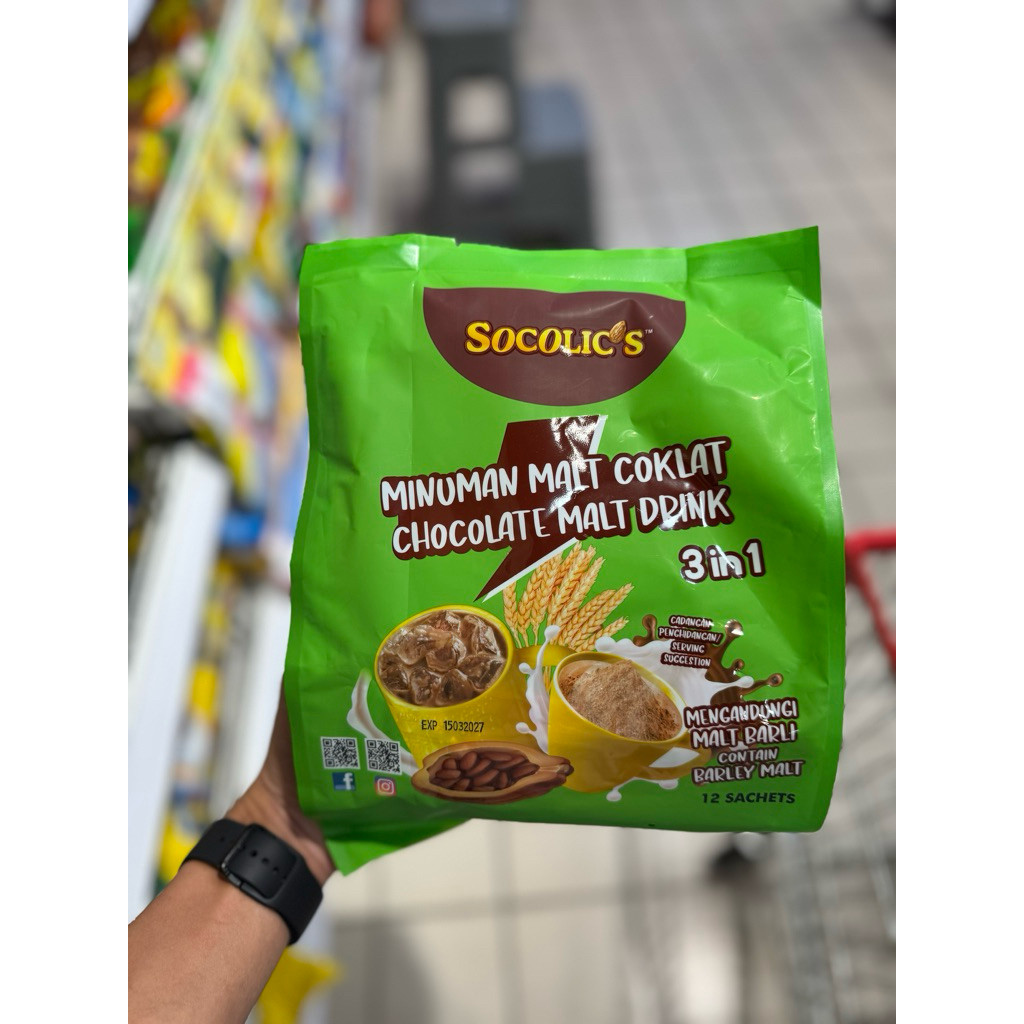 SOCOLIC'S™
MINUMAN MALT COKLAT
CHOCOLATE MALT DRINK
3 in 1
CADANGAN
PENGHIDANGAN/
SERVING
SUGGESTION
EXP 15032027
MENGANDUNGI
MALT BARLI
CONTAIN
BARLEY MALT
12 SACHETS